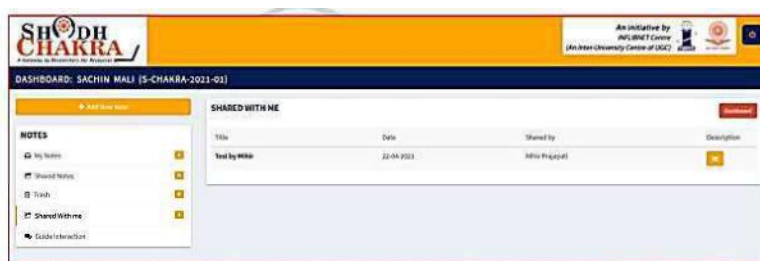 SHODH
CHAKRA
An initiative by
INFLIBNET Centre
(An Inter-University Centre of UGC)
DASHBOARD: SACHIN MALI (S-CHAKRA-2021-01)
+ Add New Note
SHARED WITH ME
Dashboard
NOTES
Title Date Shared by Description
My Notes
Test by Mihir 22-04-2021 Mihir Prajapati
Shared Notes
Trash
Shared With me
Guide Interaction